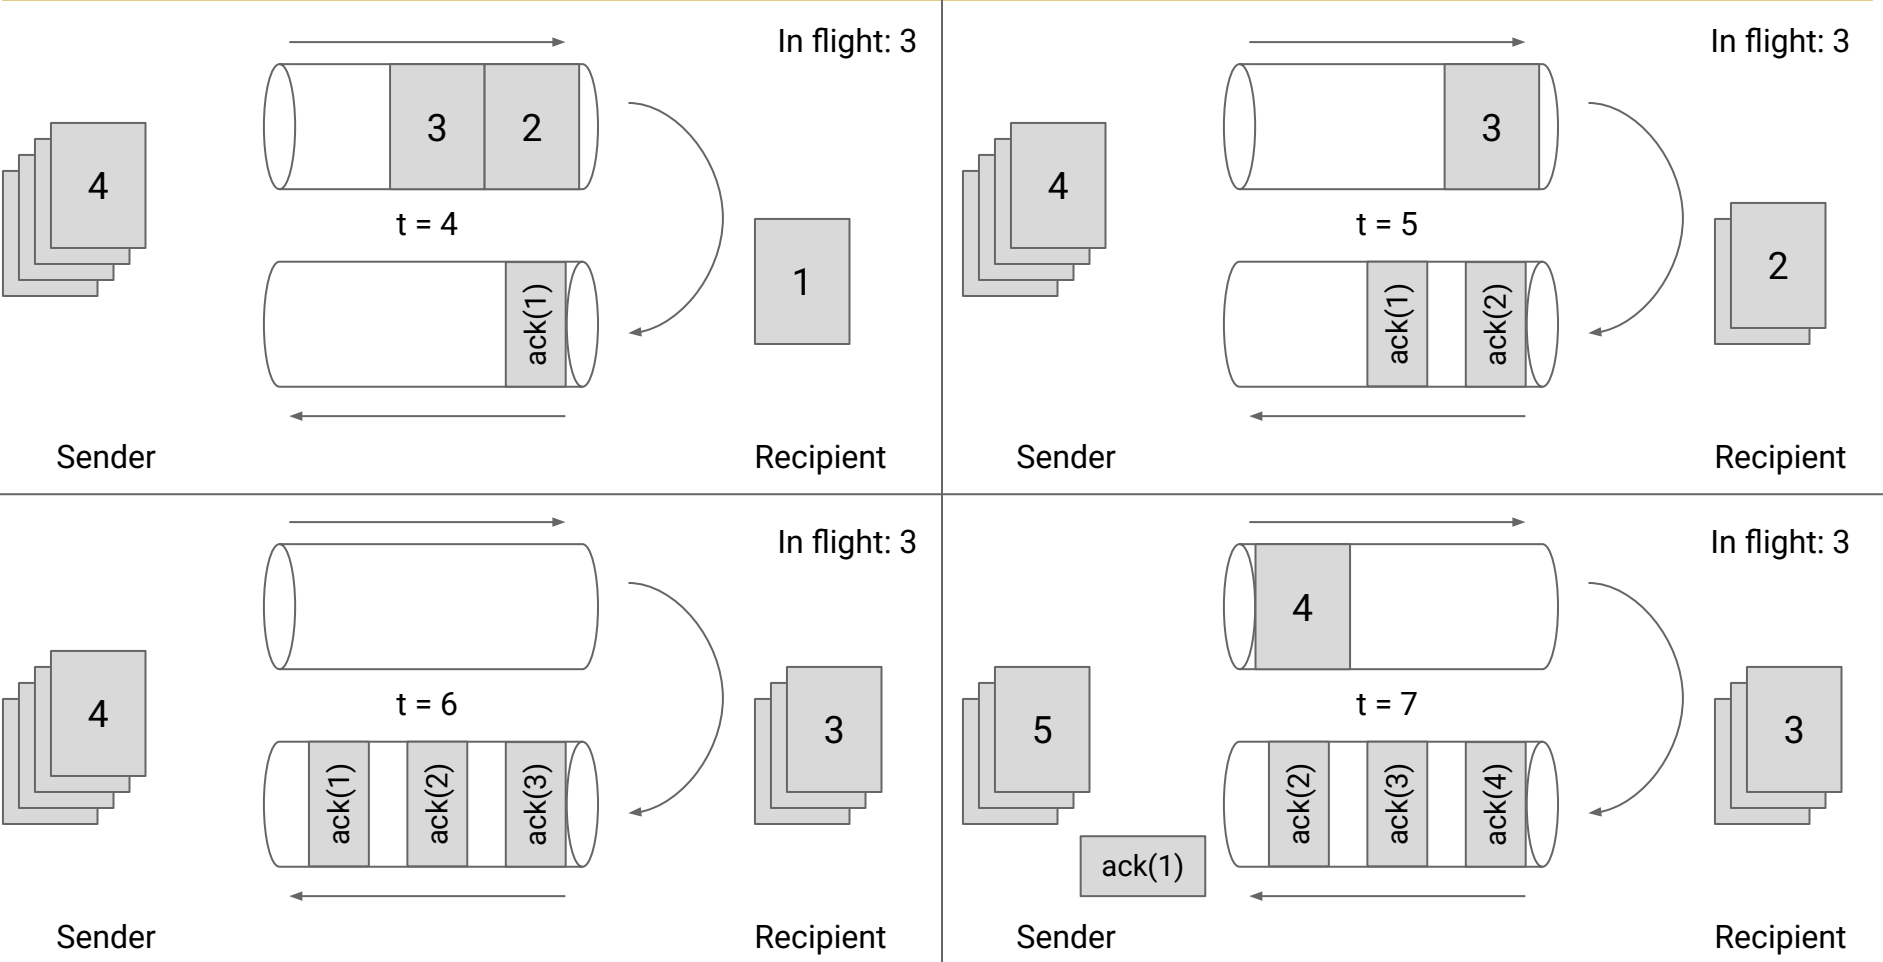 In flight: 3
3 2
4
t = 4
1
ack(1)
Sender Recipient
In flight: 3
3
4
t = 5
2
ack(1) ack(2)
Sender Recipient
In flight: 3
4
t = 6
3
ack(1) ack(2) ack(3)
Sender Recipient
In flight: 3
4
t = 7
5
3
ack(2) ack(3) ack(4)
ack(1)
Sender Recipient